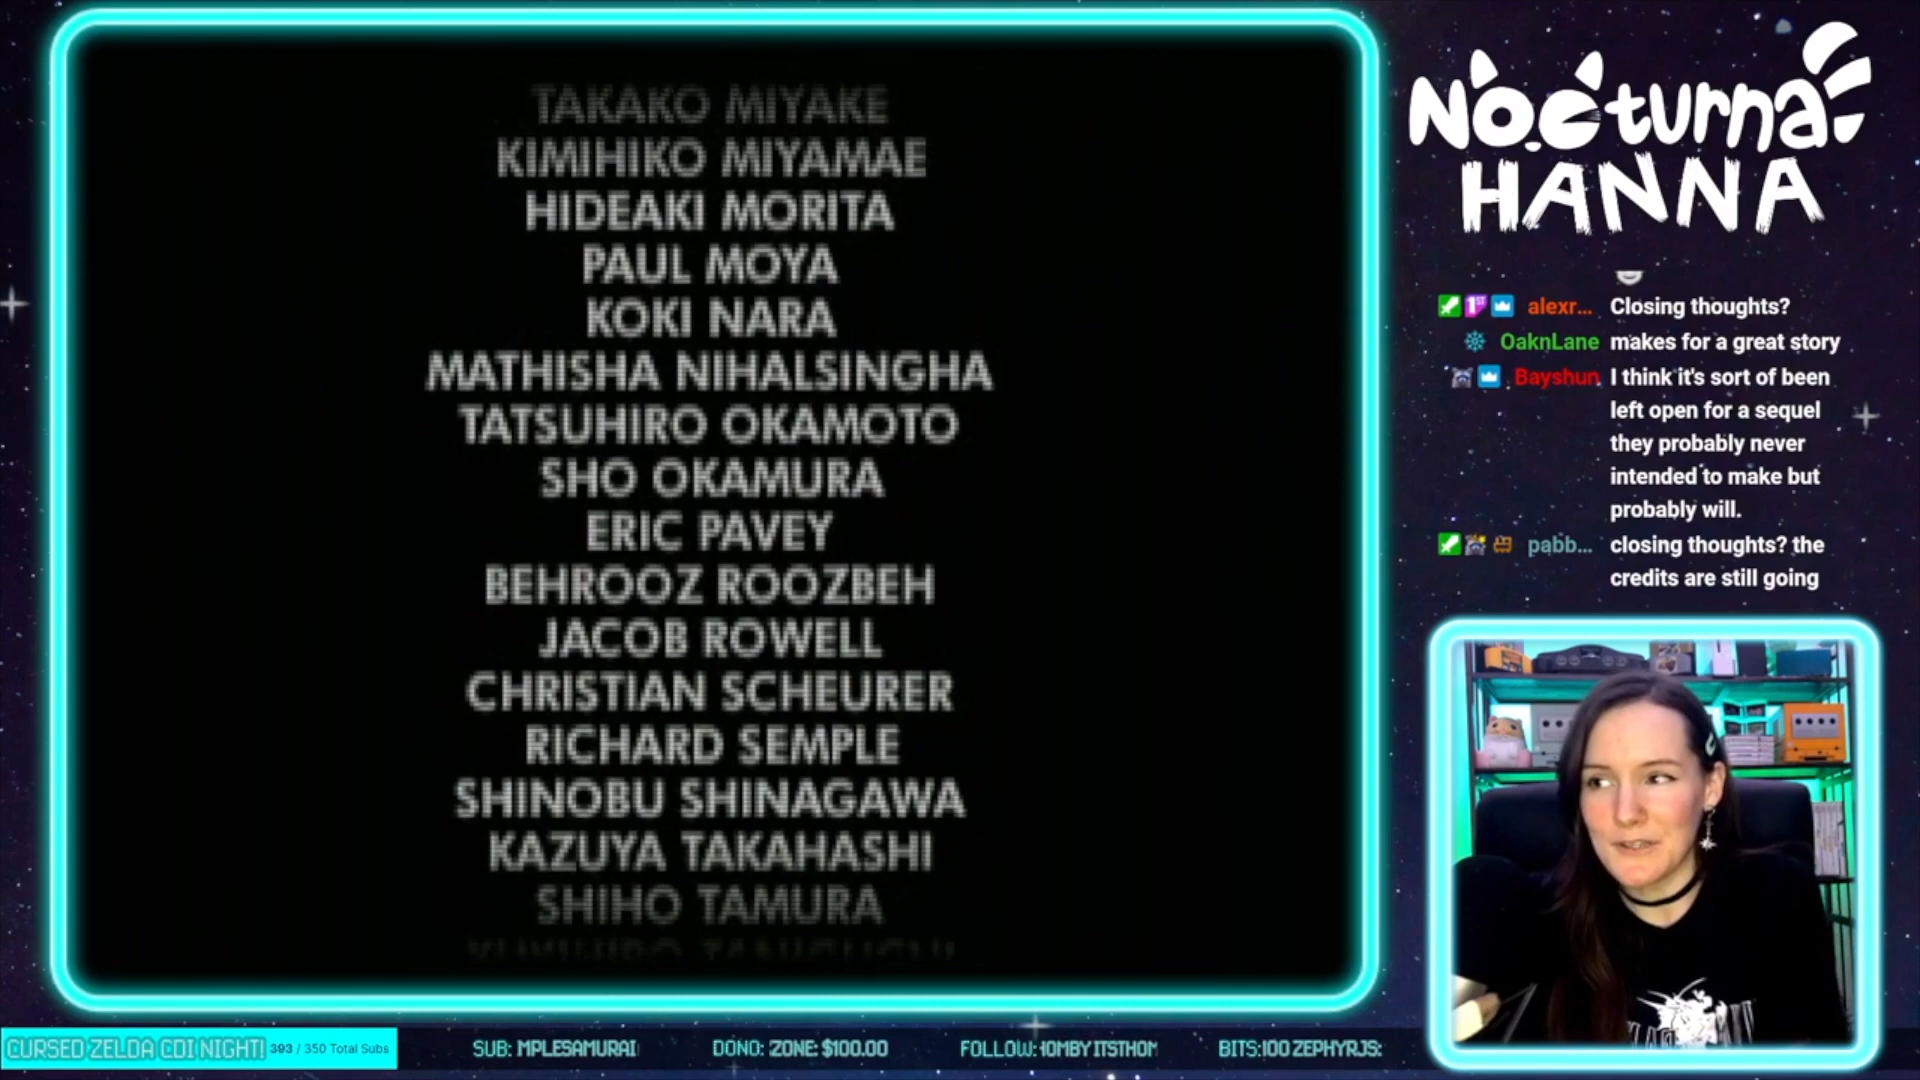 TAKAKO MIYAKE
KIMIHIKO MIYAMAE
HIDEAKI MORITA
PAUL MOYA
KOKI NARA
MATHISHA NIHALSINGHA
TATSUHIRO OKAMOTO
SHO OKAMURA
ERIC PAVEY
BEHROOZ ROOZBEH
JACOB ROWELL
CHRISTIAN SCHEURER
RICHARD SEMPLE
SHINOBU SHINAGAWA
KAZUYA TAKAHASHI
SHIHO TAMURA
Nocturna
HANNA
1ST alexr... Closing thoughts?
OaknLane makes for a great story
Bayshun I think it's sort of been
left open for a sequel
they probably never
intended to make but
probably will.
pabb... closing thoughts? the
credits are still going
CURSED ZELDA CDI NIGHT! 393 / 350 Total Subs
SUB: MPLESAMURAI
DONO: ZONE: $100.00
FOLLOW: HOMBY ITSTHOM
BITS:100 ZEPHYRJS: